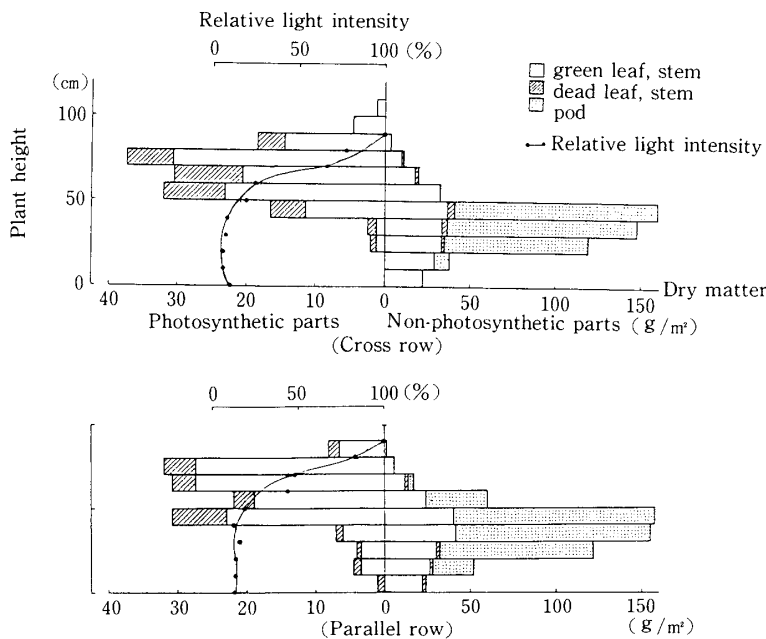 Relative light intensity
0 50 100 (%)
green leaf, stem
dead leaf, stem
pod
Relative light intensity
(cm)
100
50
0
Plant height
40 30 20 10 0 50 100 150
Dry matter
Photosynthetic parts Non-photosynthetic parts (g/m²)
(Cross row)
0 50 100 (%)
40 30 20 10 0 50 100 150
(g/m²)
(Parallel row)